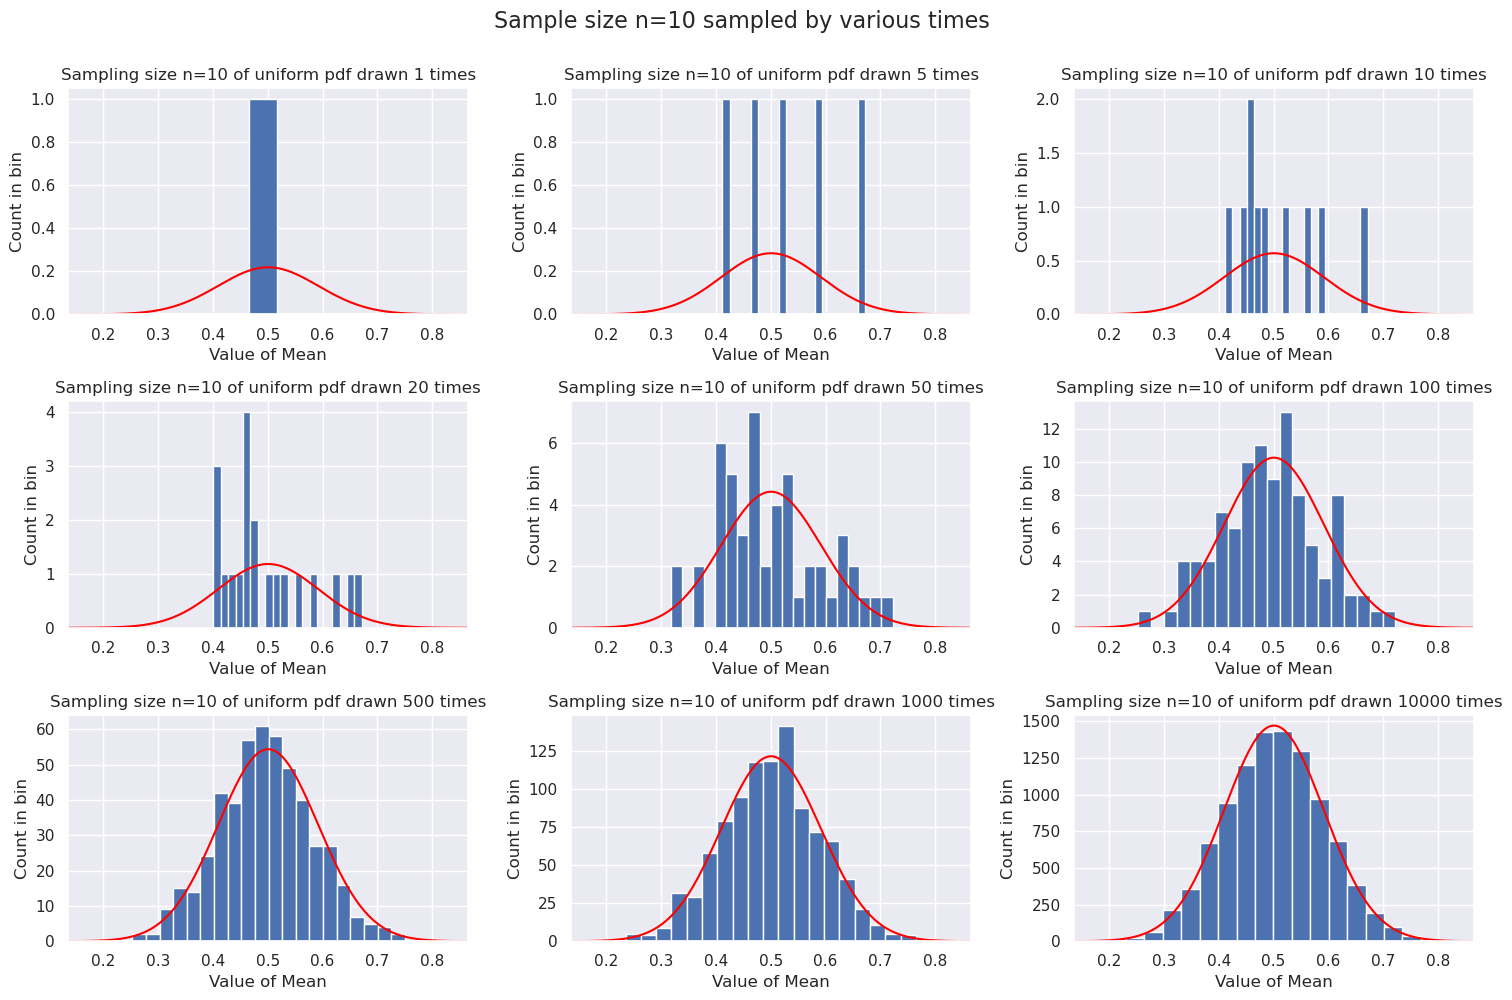 Sample size n=10 sampled by various times
Sampling size n=10 of uniform pdf drawn 1 times
Count in bin
1.0
0.8
0.6
0.4
0.2
0.0
0.2 0.3 0.4 0.5 0.6 0.7 0.8
Value of Mean
Sampling size n=10 of uniform pdf drawn 5 times
Count in bin
1.0
0.8
0.6
0.4
0.2
0.0
0.2 0.3 0.4 0.5 0.6 0.7 0.8
Value of Mean
Sampling size n=10 of uniform pdf drawn 10 times
Count in bin
2.0
1.5
1.0
0.5
0.0
0.2 0.3 0.4 0.5 0.6 0.7 0.8
Value of Mean
Sampling size n=10 of uniform pdf drawn 20 times
Count in bin
4
3
2
1
0
0.2 0.3 0.4 0.5 0.6 0.7 0.8
Value of Mean
Sampling size n=10 of uniform pdf drawn 50 times
Count in bin
6
4
2
0
0.2 0.3 0.4 0.5 0.6 0.7 0.8
Value of Mean
Sampling size n=10 of uniform pdf drawn 100 times
Count in bin
12
10
8
6
4
2
0
0.2 0.3 0.4 0.5 0.6 0.7 0.8
Value of Mean
Sampling size n=10 of uniform pdf drawn 500 times
Count in bin
60
50
40
30
20
10
0
0.2 0.3 0.4 0.5 0.6 0.7 0.8
Value of Mean
Sampling size n=10 of uniform pdf drawn 1000 times
Count in bin
125
100
75
50
25
0
0.2 0.3 0.4 0.5 0.6 0.7 0.8
Value of Mean
Sampling size n=10 of uniform pdf drawn 10000 times
Count in bin
1500
1250
1000
750
500
250
0
0.2 0.3 0.4 0.5 0.6 0.7 0.8
Value of Mean